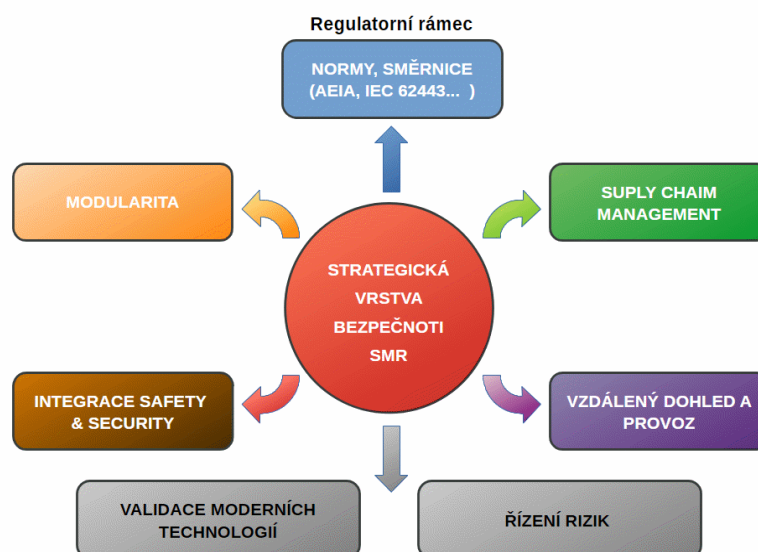 Regulatorní rámec
NORMY, SMĚRNICE
(AEIA, IEC 62443...  )
MODULARITA
SUPLY CHAIM
MANAGEMENT
STRATEGICKÁ
VRSTVA
BEZPEČNOTI
SMR
INTEGRACE SAFETY
& SECURITY
VZDÁLENÝ DOHLED A
PROVOZ
VALIDACE MODERNÍCH
TECHNOLOGIÍ
ŘÍZENÍ RIZIK